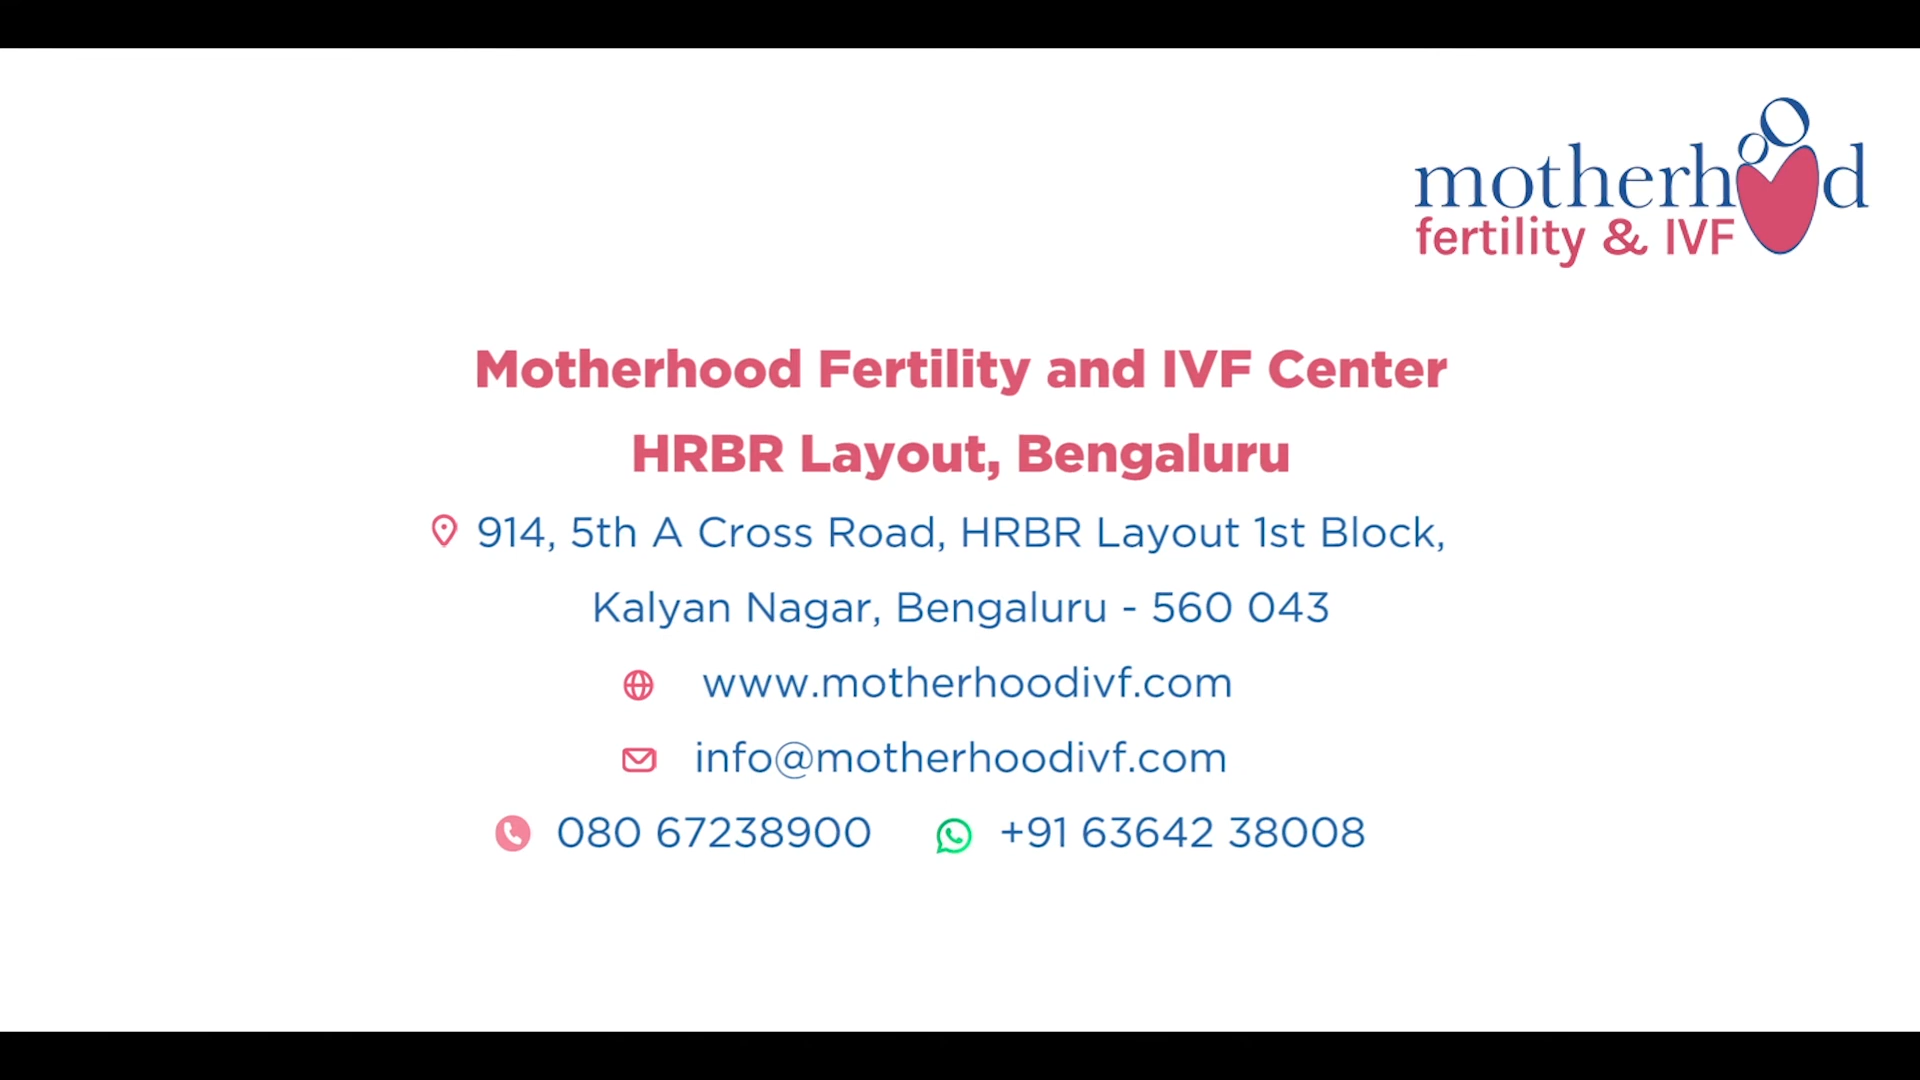 motherhood
fertility & IVF
Motherhood Fertility and IVF Center
HRBR Layout, Bengaluru
914, 5th A Cross Road, HRBR Layout 1st Block,
Kalyan Nagar, Bengaluru - 560 043
www.motherhoodivf.com
info@motherhoodivf.com
080 67238900 +91 63642 38008